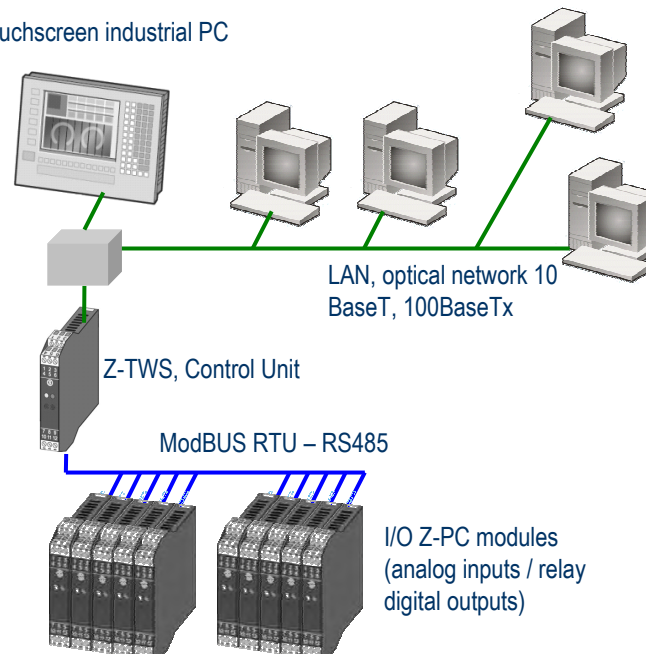 uchscreen industrial PC
LAN, optical network 10
BaseT, 100BaseTx
Z-TWS, Control Unit
ModBUS RTU – RS485
I/O Z-PC modules
(analog inputs / relay
digital outputs)